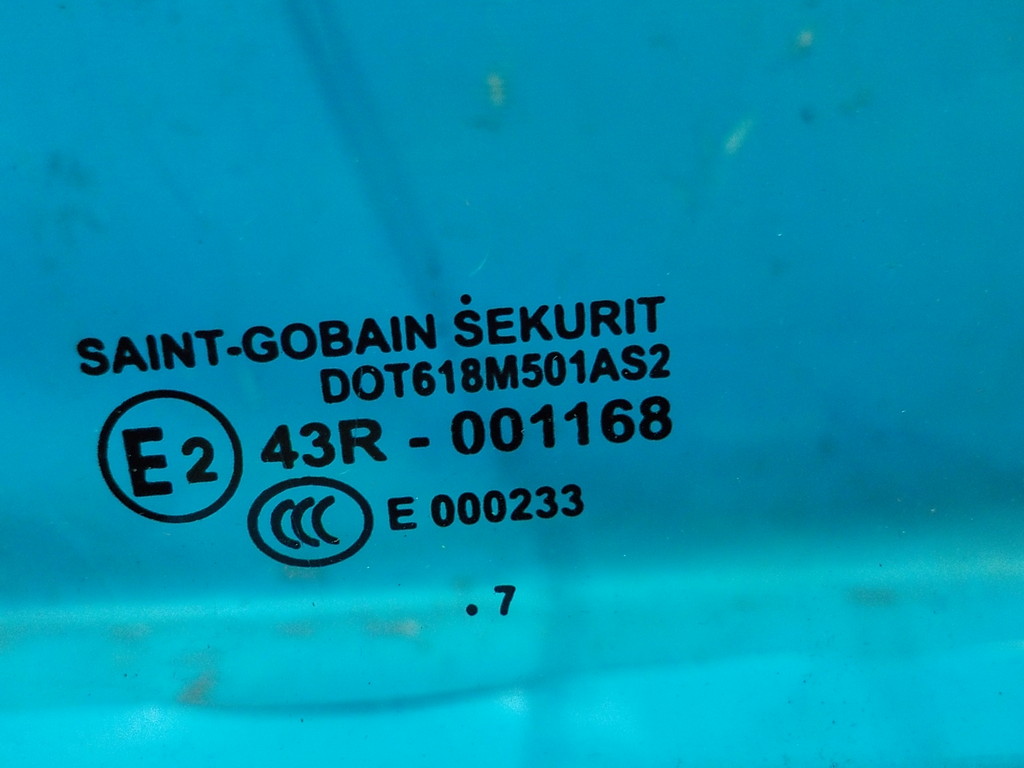 SAINT-GOBAIN SEKURIT
DOT618M501AS2
E2 43R - 001168
CCC E 000233
. 7